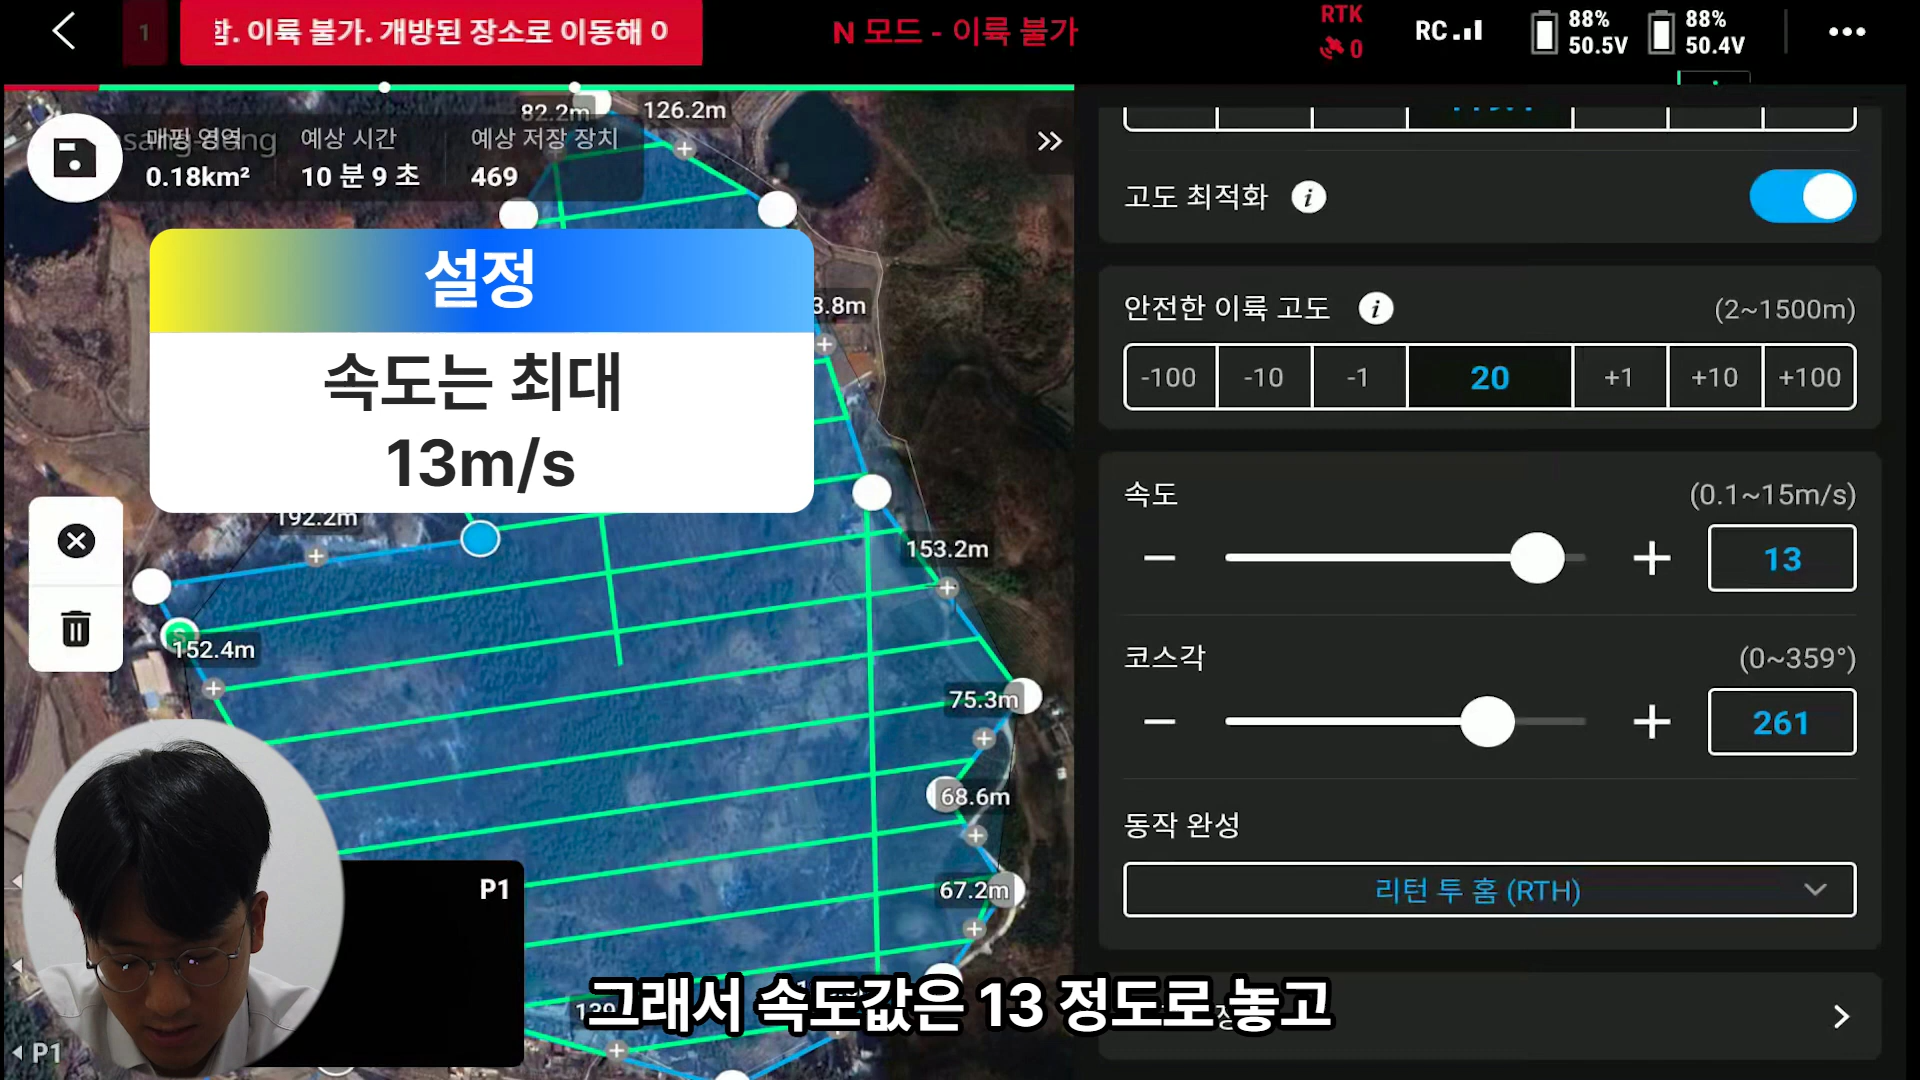 1
함. 이륙 불가. 개방된 장소로 이동해 O
N 모드 - 이륙 불가
RTK
0
RC
88%
50.5V
88%
50.4V
82.2m
126.2m
매핑 영역
예상 시간
예상 저장 장치
0.18km²
10 분 9 초
469
설정
속도는 최대
13m/s
3.8m
192.2m
153.2m
S
152.4m
75.3m
68.6m
67.2m
P1
P1
고도 최적화
안전한 이륙 고도
(2~1500m)
-100
-10
-1
20
+1
+10
+100
속도
(0.1~15m/s)
13
코스각
(0~359°)
261
동작 완성
리턴 투 홈 (RTH)
그래서 속도값은 13 정도로 놓고